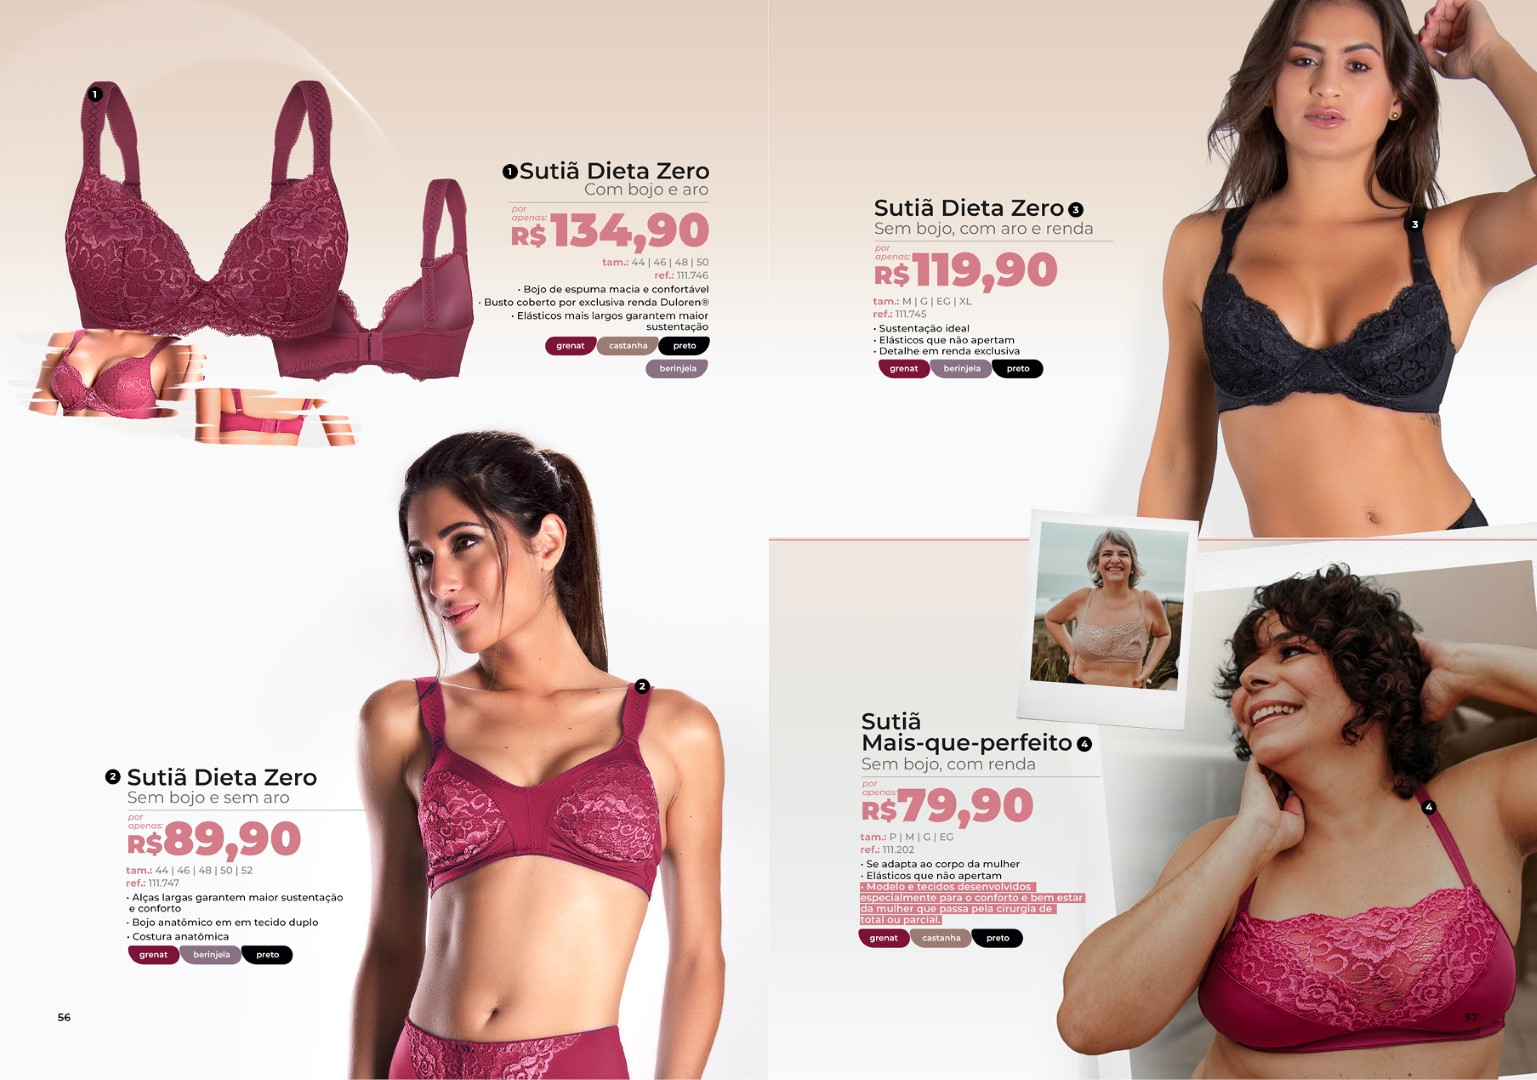 1
1 Sutiã Dieta Zero
Com bojo e aro
por
apenas:
R$134,90
tam.: 44 | 46 | 48 | 50
ref.: 111.746
• Bojo de espuma macia e confortável
• Busto coberto por exclusiva renda Duloren®
• Elásticos mais largos garantem maior
sustentação
grenat castanha preto
berinjela
2
2 Sutiã Dieta Zero
Sem bojo e sem aro
por
apenas:
R$89,90
tam.: 44 | 46 | 48 | 50 | 52
ref.: 111.747
• Alças largas garantem maior sustentação
e conforto
• Bojo anatômico em em tecido duplo
• Costura anatômica
grenat berinjela preto
56
Sutiã Dieta Zero 3
Sem bojo, com aro e renda
por
apenas:
R$119,90
tam.: M | G | EG | XL
ref.: 111.745
• Sustentação ideal
• Elásticos que não apertam
• Detalhe em renda exclusiva
grenat berinjela preto
3
Sutiã
Mais-que-perfeito 4
Sem bojo, com renda
por
apenas:
R$79,90
tam.: P | M | G | EG
ref.: 111.202
• Se adapta ao corpo da mulher
• Elásticos que não apertam
• Modelo e tecidos desenvolvidos
especialmente para o conforto e bem estar
da mulher que passa pela cirurgia de
total ou parcial.
grenat castanha preto
4
57